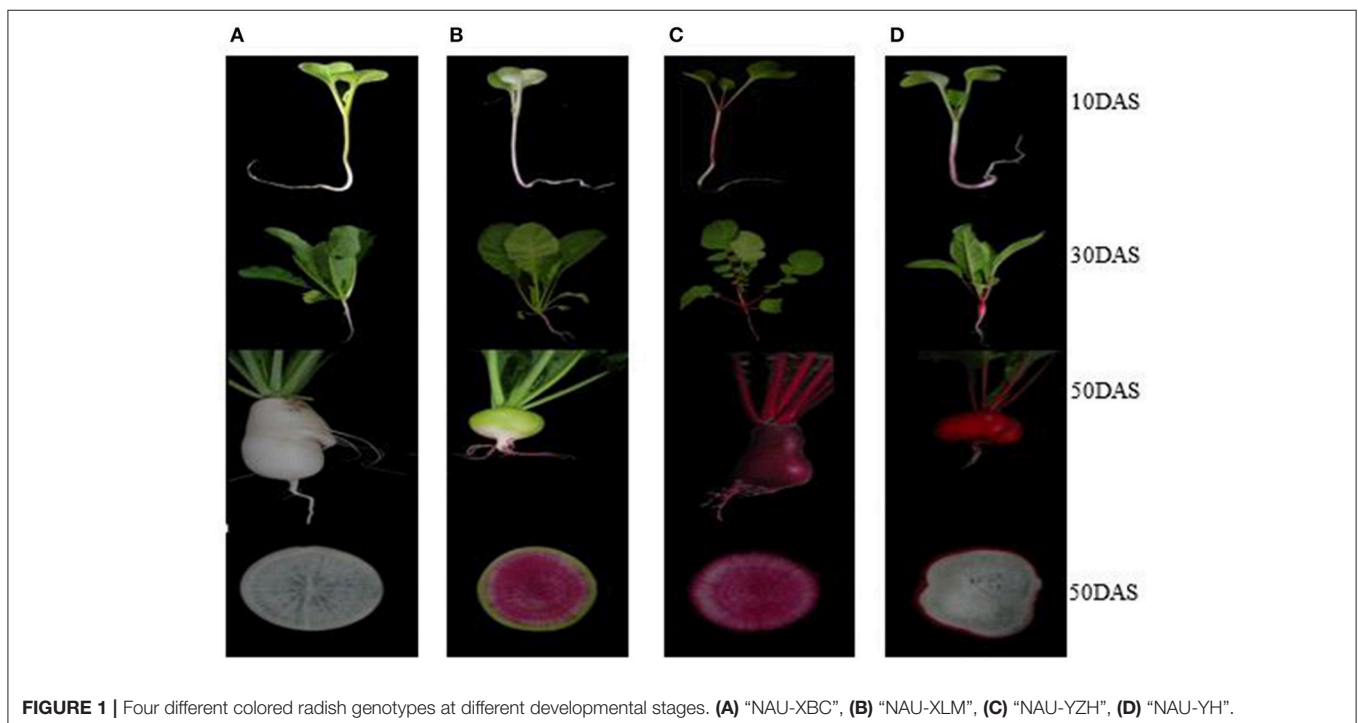 A B C D
10DAS
30DAS
50DAS
50DAS
FIGURE 1 | Four different colored radish genotypes at different developmental stages. (A) “NAU-XBC”, (B) “NAU-XLM”, (C) “NAU-YZH”, (D) “NAU-YH”.